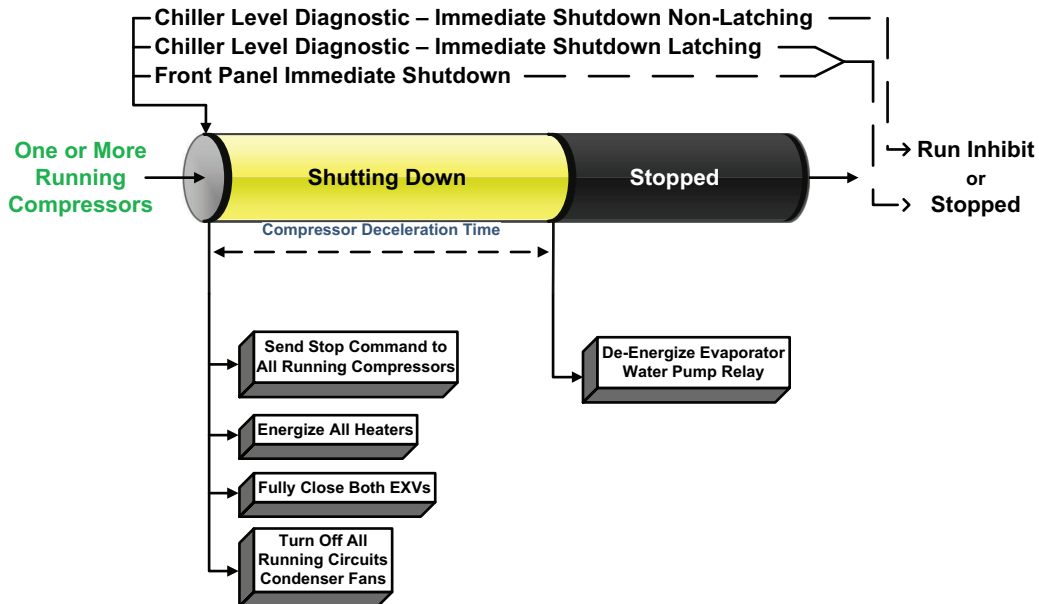 Chiller Level Diagnostic – Immediate Shutdown Non-Latching
Chiller Level Diagnostic – Immediate Shutdown Latching
Front Panel Immediate Shutdown
One or More
Running
Compressors
Shutting Down
Stopped
Run Inhibit
or
Stopped
Compressor Deceleration Time
Send Stop Command to
All Running Compressors
De-Energize Evaporator
Water Pump Relay
Energize All Heaters
Fully Close Both EXVs
Turn Off All
Running Circuits
Condenser Fans